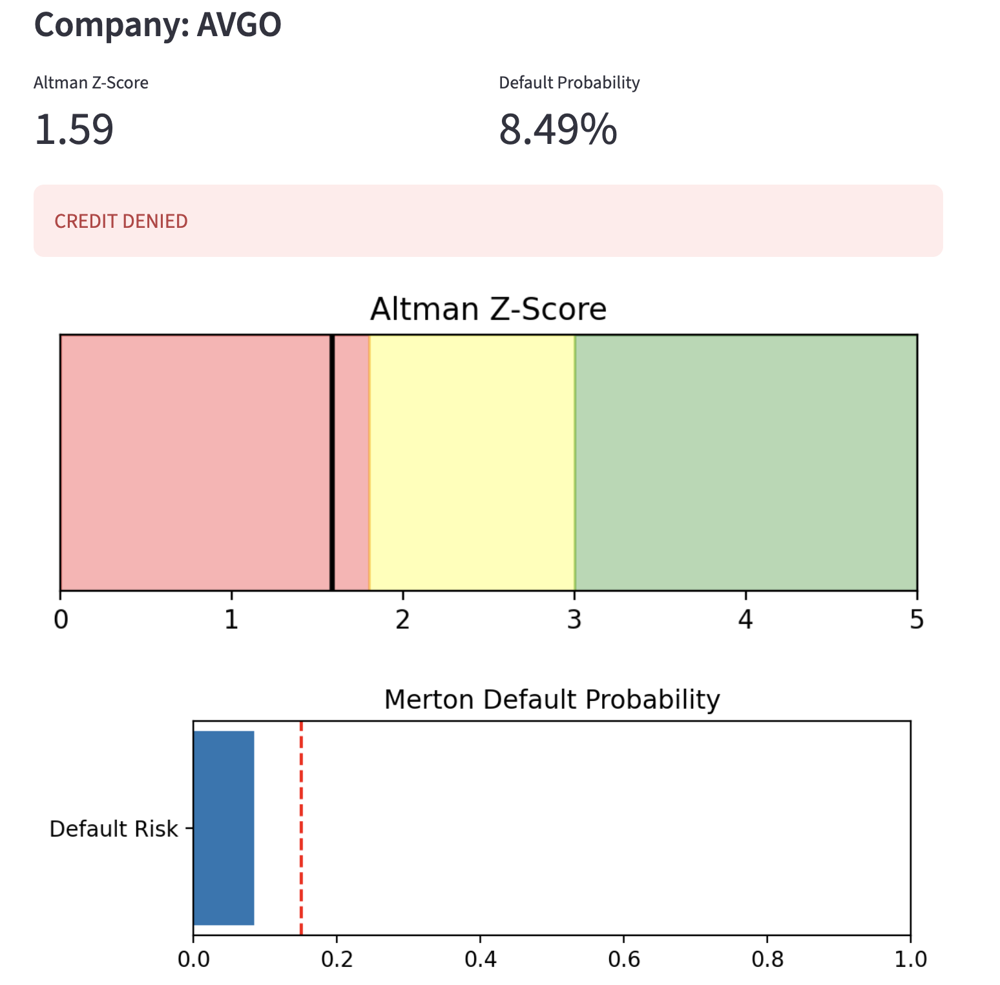 Company: AVGO
Altman Z-Score
Default Probability
1.59
8.49%
CREDIT DENIED
Altman Z-Score
0 1 2 3 4 5
Merton Default Probability
Default Risk
0.0 0.2 0.4 0.6 0.8 1.0